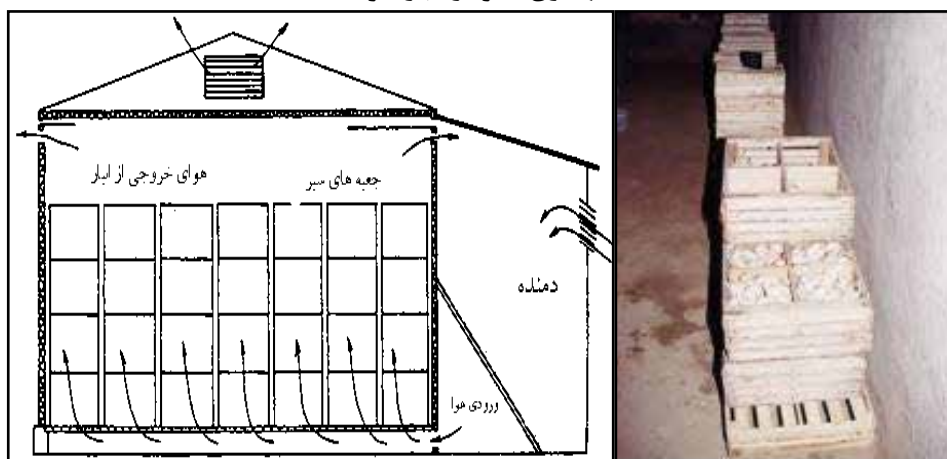 هوای خروجی از انبار
جعبه های سیر
دمنده
ورودی هوا